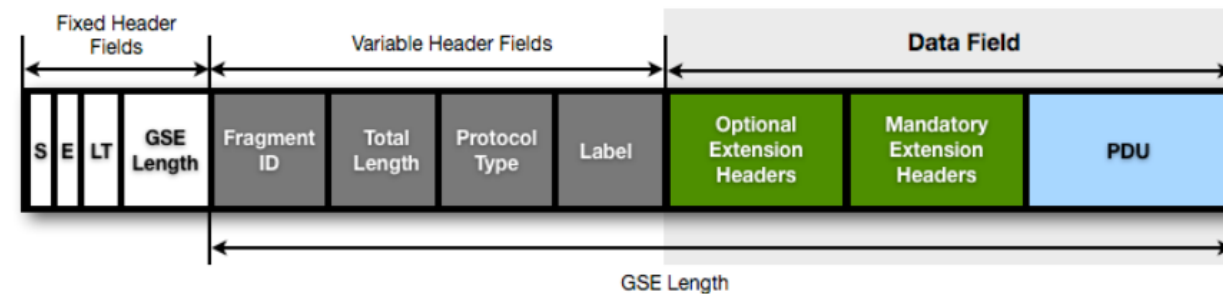 Fixed Header
Fields
Variable Header Fields
Data Field
S
E
LT
GSE
Length
Fragment
ID
Total
Length
Protocol
Type
Label
Optional
Extension
Headers
Mandatory
Extension
Headers
PDU
GSE Length